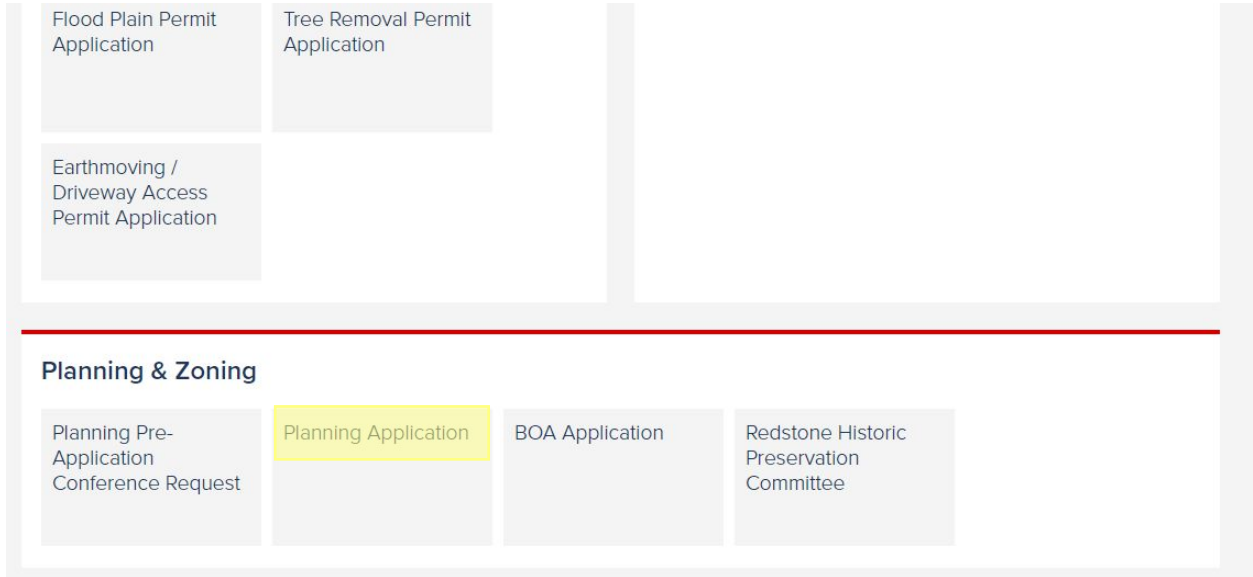 Flood Plain Permit
Application
Tree Removal Permit
Application
Earthmoving /
Driveway Access
Permit Application
Planning & Zoning
Planning Pre-
Application
Conference Request
Planning Application
BOA Application
Redstone Historic
Preservation
Committee